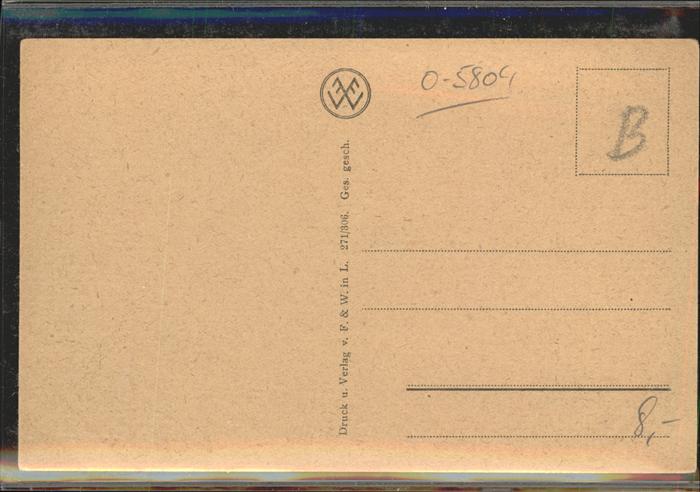 O-5804
B
Druck u. Verlag v. F. & W. in L. 271/306. Ges. gesch.
8,-